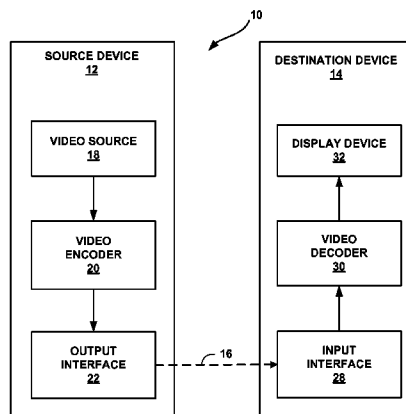 10
SOURCE DEVICE
12
VIDEO SOURCE
18
VIDEO
ENCODER
20
OUTPUT
INTERFACE
22
16
DESTINATION DEVICE
14
DISPLAY DEVICE
32
VIDEO
DECODER
30
INPUT
INTERFACE
28